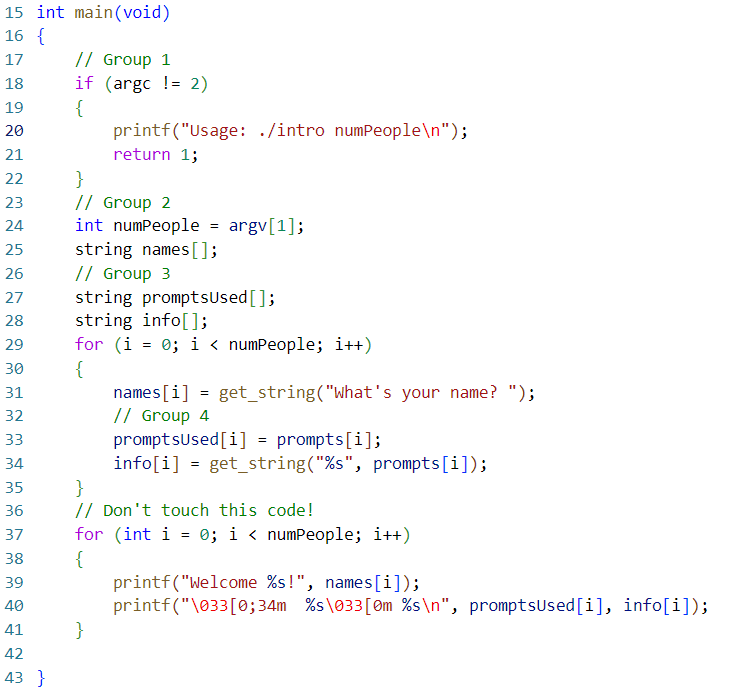 15 int main(void)
16 {
17     // Group 1
18     if (argc != 2)
19     {
20         printf("Usage: ./intro numPeople\n");
21         return 1;
22     }
23     // Group 2
24     int numPeople = argv[1];
25     string names[];
26     // Group 3
27     string promptsUsed[];
28     string info[];
29     for (i = 0; i < numPeople; i++)
30     {
31         names[i] = get_string("What's your name? ");
32         // Group 4
33         promptsUsed[i] = prompts[i];
34         info[i] = get_string("%s", prompts[i]);
35     }
36     // Don't touch this code!
37     for (int i = 0; i < numPeople; i++)
38     {
39         printf("Welcome %s!", names[i]);
40         printf("\033[0;34m  %s\033[0m %s\n", promptsUsed[i], info[i]);
41     }
42
43 }